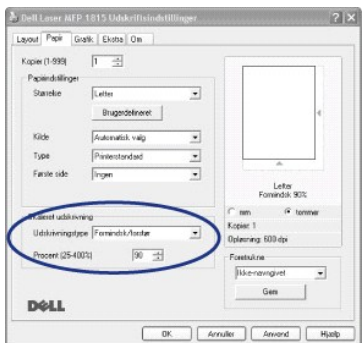 Dell Laser MFP 1815 Udskriftsindstillinger
Layout Papir Grafik Ekstra Om
Kopier (1-999) 1
Papirindstillinger
Størrelse Letter
Brugerdefineret
Kilde Automatisk valg
Type Printerstandard
Første side Ingen
Skaleret udskrivning
Udskrivningstype Formindsk/forstør
Procent (25-400%) 90
Letter
Formindsk 90%
mm tommer
Kopier: 1
Opløsning: 600 dpi
Foretrukne
Ikke-navngivet
Gem
DELL
OK Annuller Anvend Hjælp